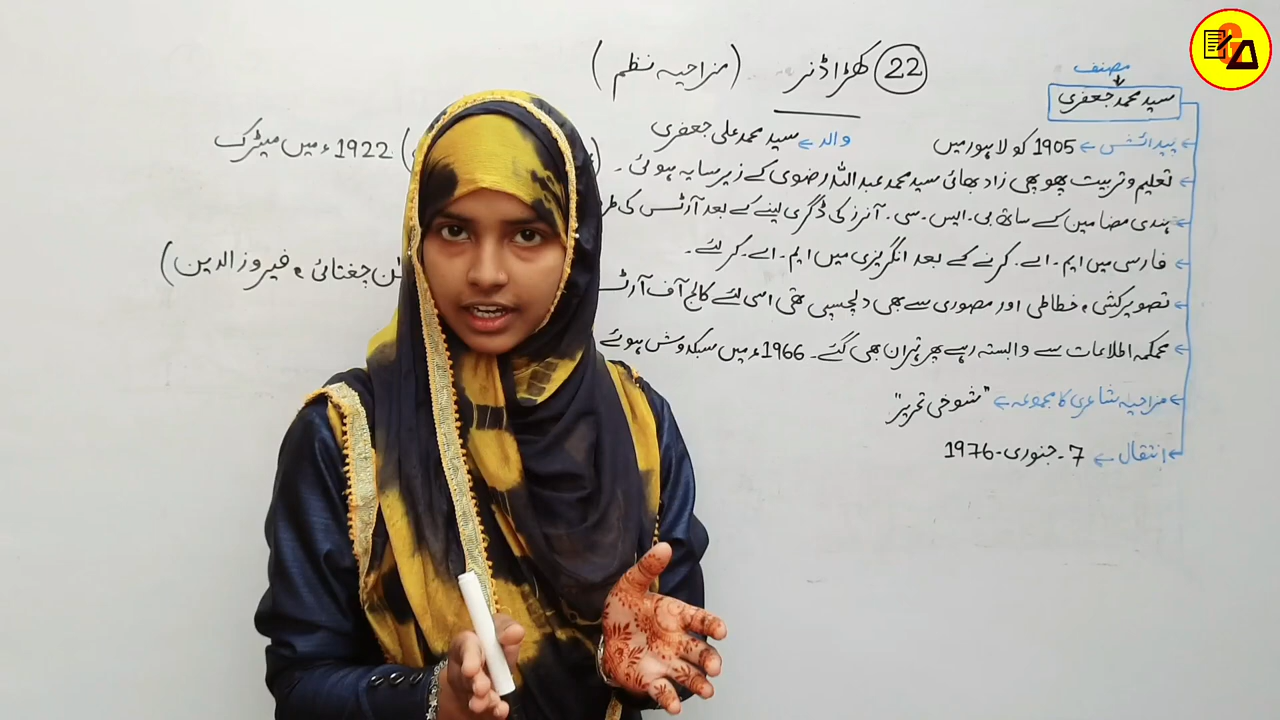 22 کھڑا ڈنر (مزاحیہ نظم)
مصنف
سید محمد جعفری
پیدائش ← 1905 کو لاہور میں والد ← سید محمد علی جعفری ( ) 1922ء میں میٹرک
تعلیم و تربیت پھوپھی زاد بھائی سید محمد عبداللہ رضوی کے زیر سایہ ہوئی ۔
ہندی مضامین کے ساتھ بی۔ایس۔سی۔ آنرز کی ڈگری لینے کے بعد آرٹس کی
فارسی میں ایم۔اے۔ کرنے کے بعد انگریزی میں ایم۔اے۔ کر لئے۔
تصویر کشی، خطاطی اور مصوری سے بھی دلچسپی تھی اسی لئے کالج آف آرٹس چغتائی، فیروز الدین)
محکمہ اطلاعات سے وابستہ رہے پھر تہران بھی گئے۔ 1966ء میں سبکدوش ہوئے
مزاحیہ شاعری کا مجموعہ ← "شوخی تحریر"
انتقال ← 7۔جنوری۔1976